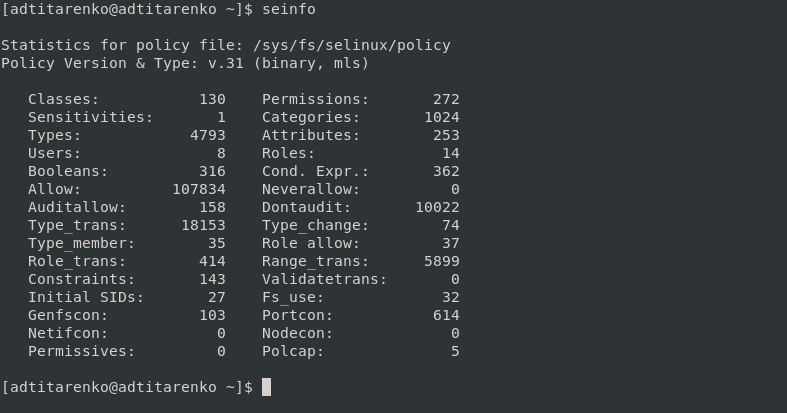 [adtitarenko@adtitarenko ~]$ seinfo
Statistics for policy file: /sys/fs/selinux/policy
Policy Version & Type: v.31 (binary, mls)
Classes: 130 Permissions: 272
Sensitivities: 1 Categories: 1024
Types: 4793 Attributes: 253
Users: 8 Roles: 14
Booleans: 316 Cond. Expr.: 362
Allow: 107834 Neverallow: 0
Auditallow: 158 Dontaudit: 10022
Type_trans: 18153 Type_change: 74
Type_member: 35 Role allow: 37
Role_trans: 414 Range_trans: 5899
Constraints: 143 Validatetrans: 0
Initial SIDs: 27 Fs_use: 32
Genfscon: 103 Portcon: 614
Netifcon: 0 Nodecon: 0
Permissives: 0 Polcap: 5
[adtitarenko@adtitarenko ~]$